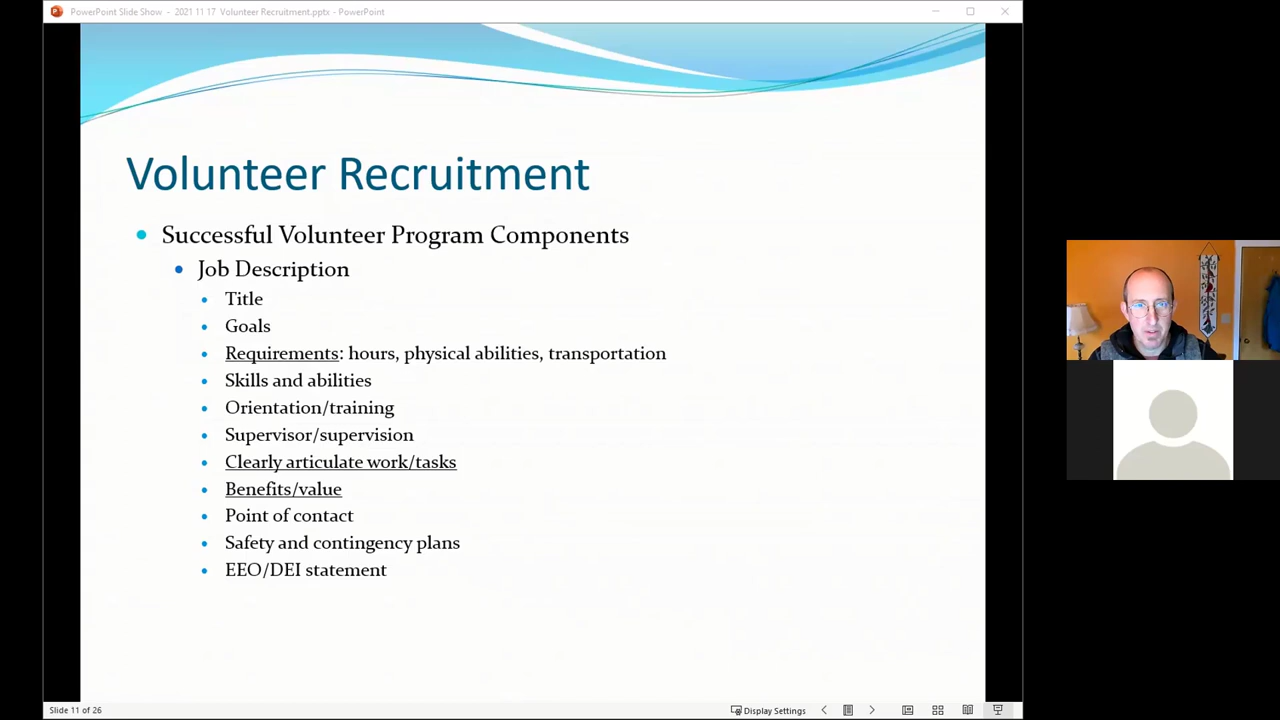 PowerPoint Slide Show - 2021 11 17 Volunteer Recruitment.pptx - PowerPoint
Volunteer Recruitment
Successful Volunteer Program Components
Job Description
Title
Goals
Requirements: hours, physical abilities, transportation
Skills and abilities
Orientation/training
Supervisor/supervision
Clearly articulate work/tasks
Benefits/value
Point of contact
Safety and contingency plans
EEO/DEI statement
Slide 11 of 26
Display Settings